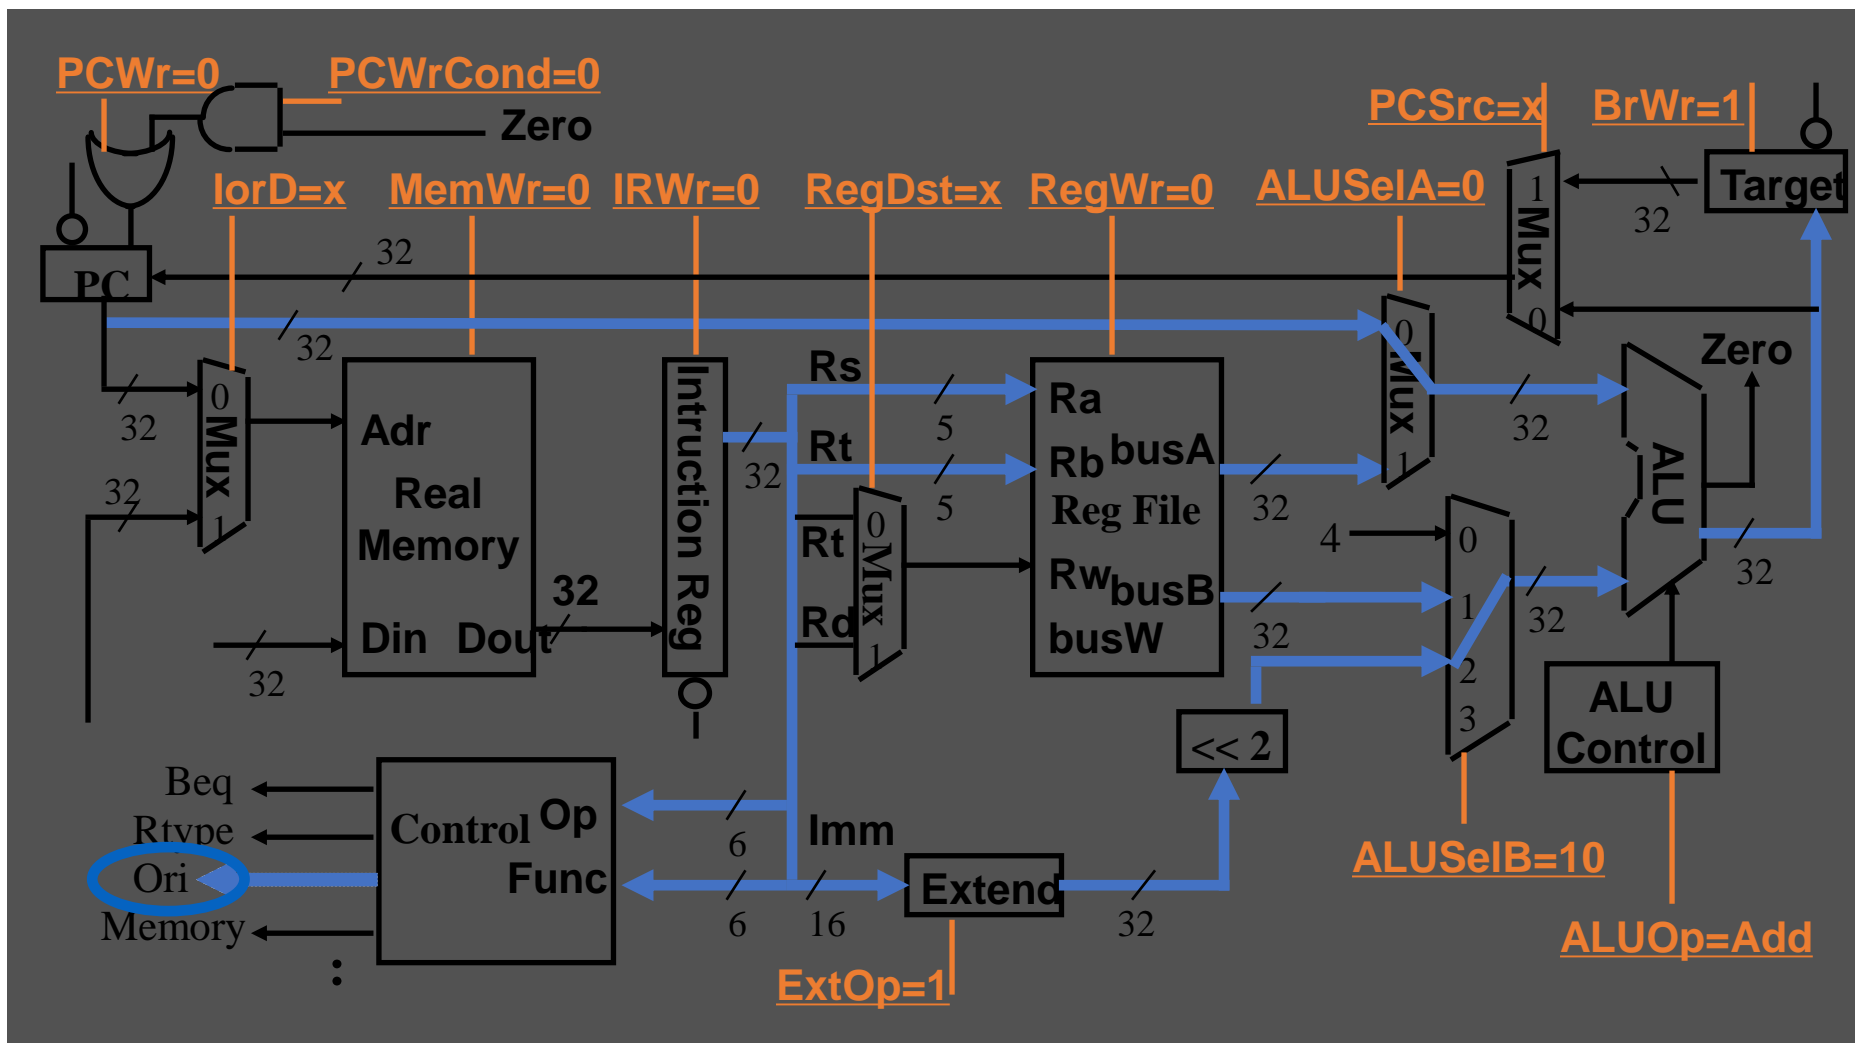 PCWr=0
PCWrCond=0
Zero
PCSrc=x
BrWr=1
IorD=x
MemWr=0
IRWr=0
RegDst=x
RegWr=0
ALUSelA=0
1
Mux
0
Target
32
PC
32
32
32
0
Mux
1
32
Adr
Real
Memory
Din
Dout
32
32
Intruction Reg
32
Rs
5
Rt
5
Rt
Rd
0
Mux
1
Ra
Rb
busA
Reg File
Rw
busB
busW
32
32
0
Mux
1
32
4
0
1
2
3
32
Zero
ALU
32
ALU
Control
<< 2
Beq
Rtype
Ori
Memory
:
Control
Op
Func
6
6
Imm
16
Extend
32
ExtOp=1
ALUSelB=10
ALUOp=Add